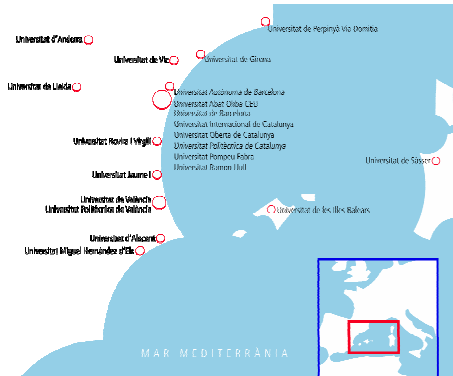 Universitat de Perpinyà Via Domitia
Universitat d'Andorra
Universitat de Vic
Universitat de Girona
Universitat de Lleida
Universitat Autònoma de Barcelona
Universitat Abat Oliba CEU
Universitat de Barcelona
Universitat Internacional de Catalunya
Universitat Oberta de Catalunya
Universitat Politècnica de Catalunya
Universitat Pompeu Fabra
Universitat Ramon Llull
Universitat Rovira i Virgili
Universitat de Sàsser
Universitat Jaume I
Universitat de València
Universitat Politècnica de València
Universitat de les Illes Balears
Universitat d'Alacant
Universitat Miguel Hernández d'Elx
MAR MEDITERRÀNIA